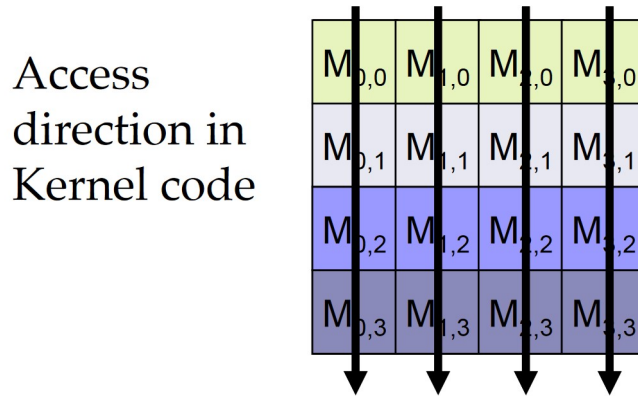 Access
direction in
Kernel code
M0,0 M1,0 M2,0 M3,0
M0,1 M1,1 M2,1 M3,1
M0,2 M1,2 M2,2 M3,2
M0,3 M1,3 M2,3 M3,3